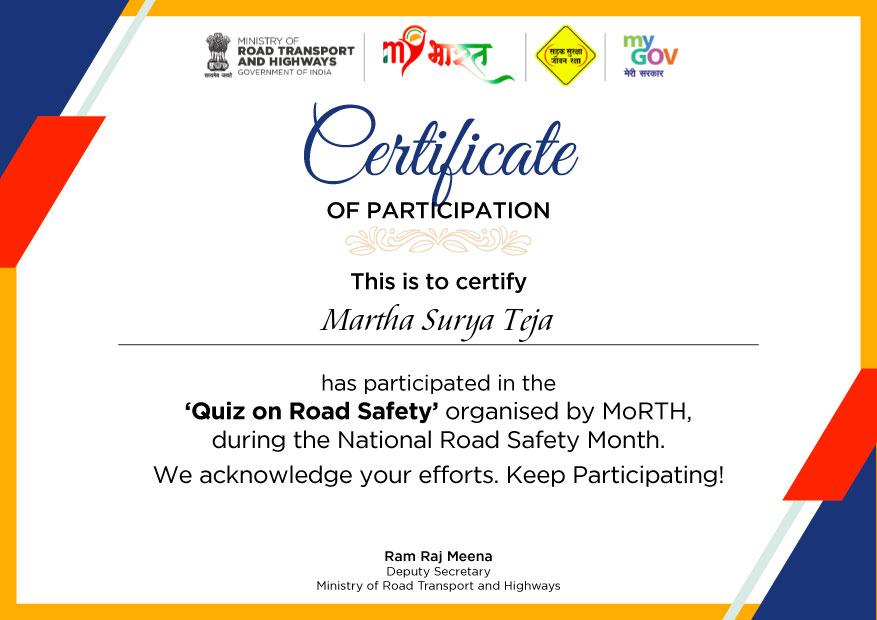 सत्यमेव जयते
MINISTRY OF
ROAD TRANSPORT
AND HIGHWAYS
GOVERNMENT OF INDIA
my भारत
सड़क सुरक्षा
जीवन रक्षा
my
GOV
मेरी सरकार
Certificate
OF PARTICIPATION
This is to certify
Martha Surya Teja
has participated in the
‘Quiz on Road Safety’ organised by MoRTH,
during the National Road Safety Month.
We acknowledge your efforts. Keep Participating!
Ram Raj Meena
Deputy Secretary
Ministry of Road Transport and Highways